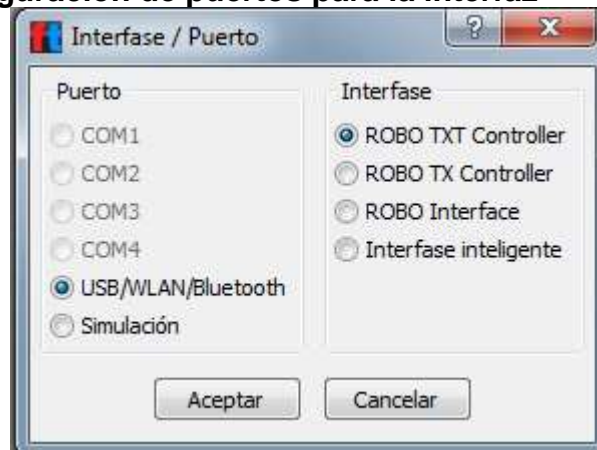 Interfase / Puerto
Puerto
COM1
COM2
COM3
COM4
USB/WLAN/Bluetooth
Simulación
Interfase
ROBO TXT Controller
ROBO TX Controller
ROBO Interface
Interfase inteligente
Aceptar
Cancelar